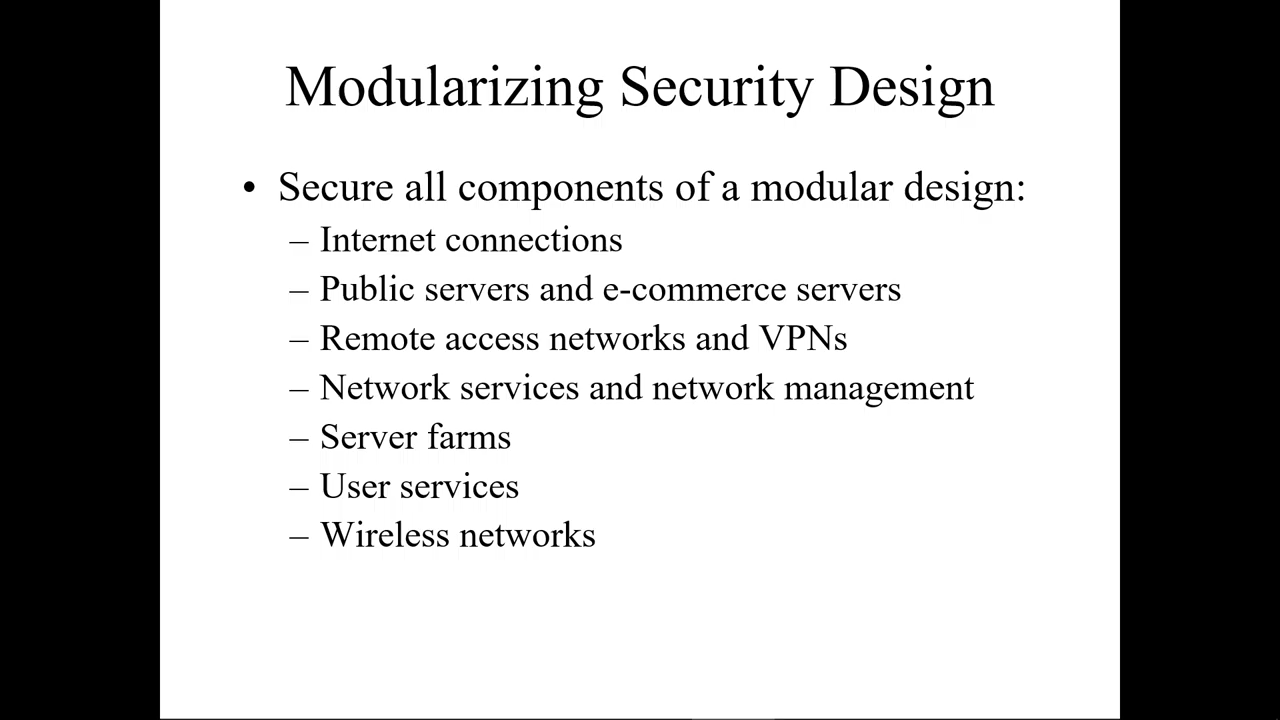 Modularizing Security Design
• Secure all components of a modular design:
– Internet connections
– Public servers and e-commerce servers
– Remote access networks and VPNs
– Network services and network management
– Server farms
– User services
– Wireless networks